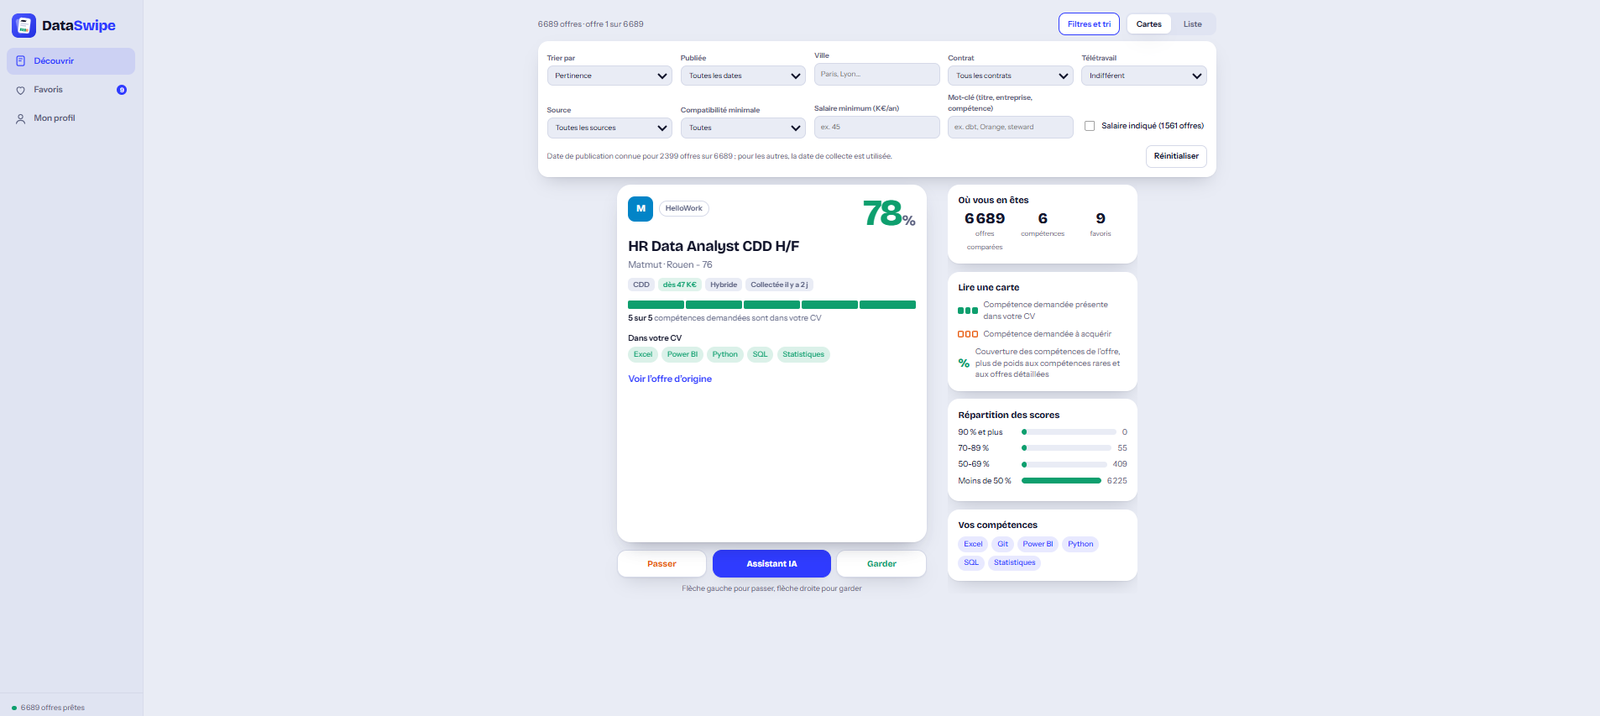 DataSwipe
Découvrir
Favoris 9
Mon profil
6689 offres prêtes
6689 offres · offre 1 sur 6689
Filtres et tri
Cartes
Liste
Trier par
Pertinence
Publiée
Toutes les dates
Ville
Paris, Lyon...
Contrat
Tous les contrats
Télétravail
Indifférent
Source
Toutes les sources
Compatibilité minimale
Toutes
Salaire minimum (K€/an)
ex. 45
Mot-clé (titre, entreprise,
compétence)
ex. dbt, Orange, steward
Salaire indiqué (1561 offres)
Date de publication connue pour 2399 offres sur 6689 ; pour les autres, la date de collecte est utilisée.
Réinitialiser
M
HelloWork
78%
HR Data Analyst CDD H/F
Matmut · Rouen - 76
CDD
dès 47 K€
Hybride
Collectée il y a 2 j
5 sur 5 compétences demandées sont dans votre CV
Dans votre CV
Excel
Power BI
Python
SQL
Statistiques
Voir l'offre d'origine
Passer
Assistant IA
Garder
Flèche gauche pour passer, flèche droite pour garder
Où vous en êtes
6 689
offres
comparées
6
compétences
9
favoris
Lire une carte
Compétence demandée présente
dans votre CV
Compétence demandée à acquérir
%
Couverture des compétences de l'offre,
plus de poids aux compétences rares et
aux offres détaillées
Répartition des scores
90 % et plus 0
70-89 % 55
50-69 % 409
Moins de 50 % 6225
Vos compétences
Excel
Git
Power BI
Python
SQL
Statistiques